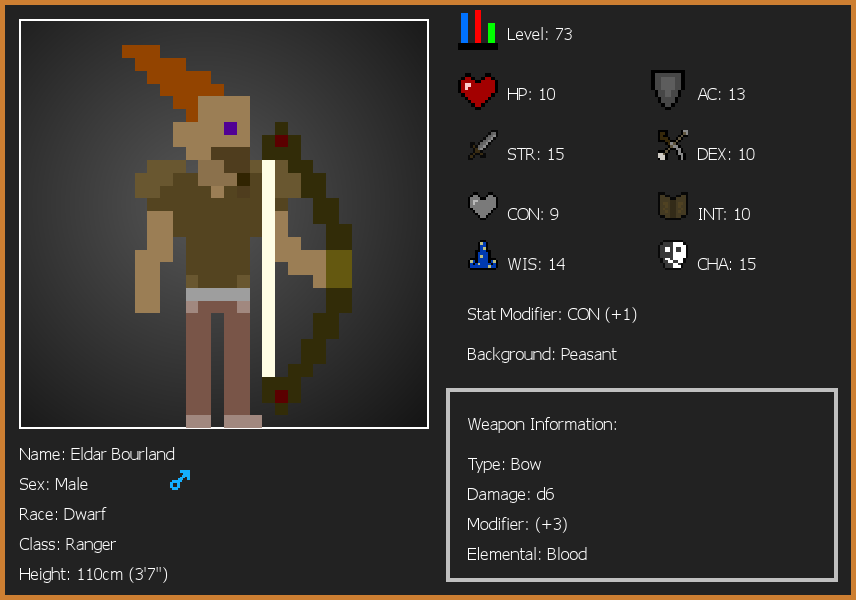 Level: 73
HP: 10
AC: 13
STR: 15
DEX: 10
CON: 9
INT: 10
WIS: 14
CHA: 15
Stat Modifier: CON (+1)
Background: Peasant
Weapon Information:
Type: Bow
Damage: d6
Modifier: (+3)
Elemental: Blood
Name: Eldar Bourland
Sex: Male
Race: Dwarf
Class: Ranger
Height: 110cm (3'7")